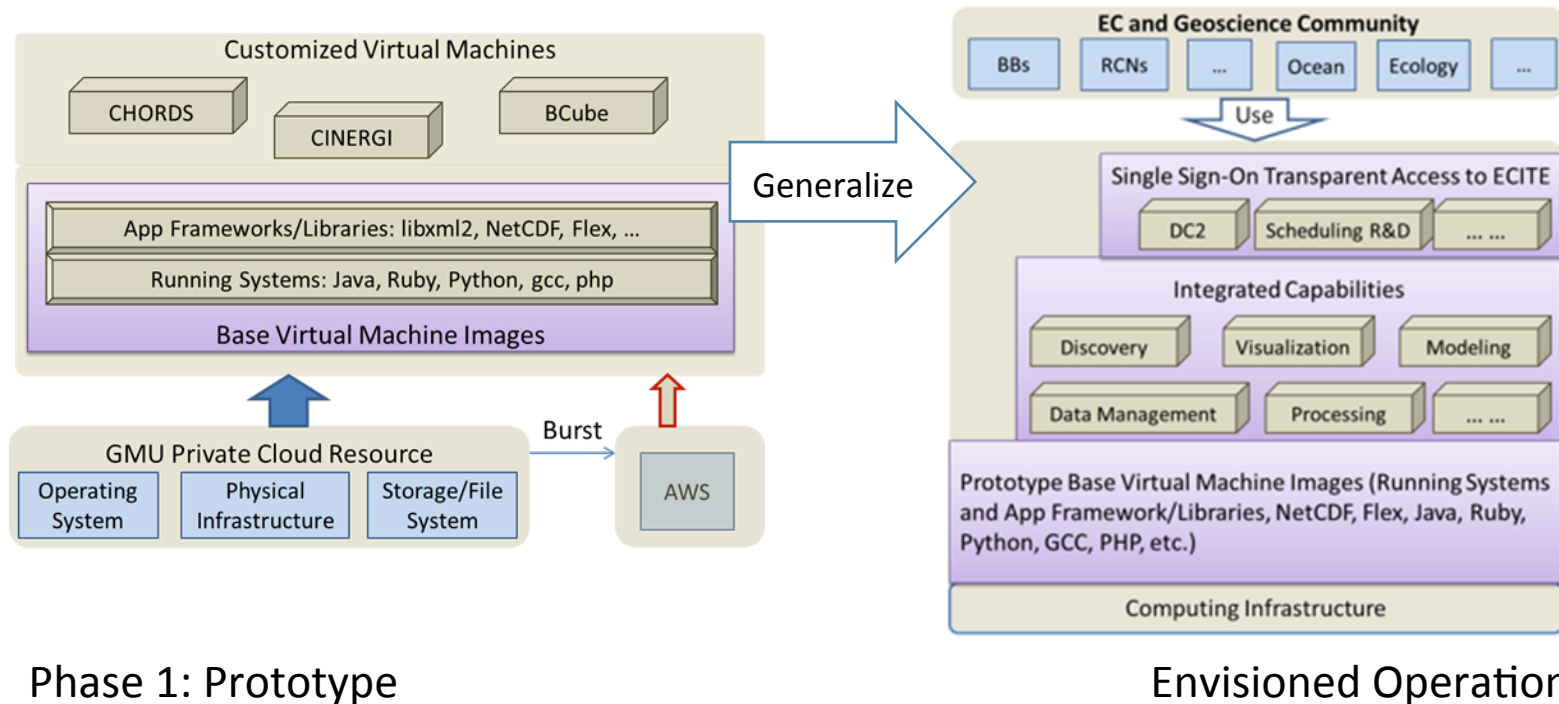 Customized Virtual Machines
CHORDS
CINERGI
BCube
App Frameworks/Libraries: libxml2, NetCDF, Flex, ...
Running Systems: Java, Ruby, Python, gcc, php
Base Virtual Machine Images
GMU Private Cloud Resource
Operating
System
Physical
Infrastructure
Storage/File
System
Burst
AWS
Phase 1: Prototype
Generalize
EC and Geoscience Community
BBs
RCNs
...
Ocean
Ecology
...
Use
Single Sign-On Transparent Access to ECITE
DC2
Scheduling R&D
... ...
Integrated Capabilities
Discovery
Visualization
Modeling
Data Management
Processing
... ...
Prototype Base Virtual Machine Images (Running Systems
and App Framework/Libraries, NetCDF, Flex, Java, Ruby,
Python, GCC, PHP, etc.)
Computing Infrastructure
Envisioned Operation